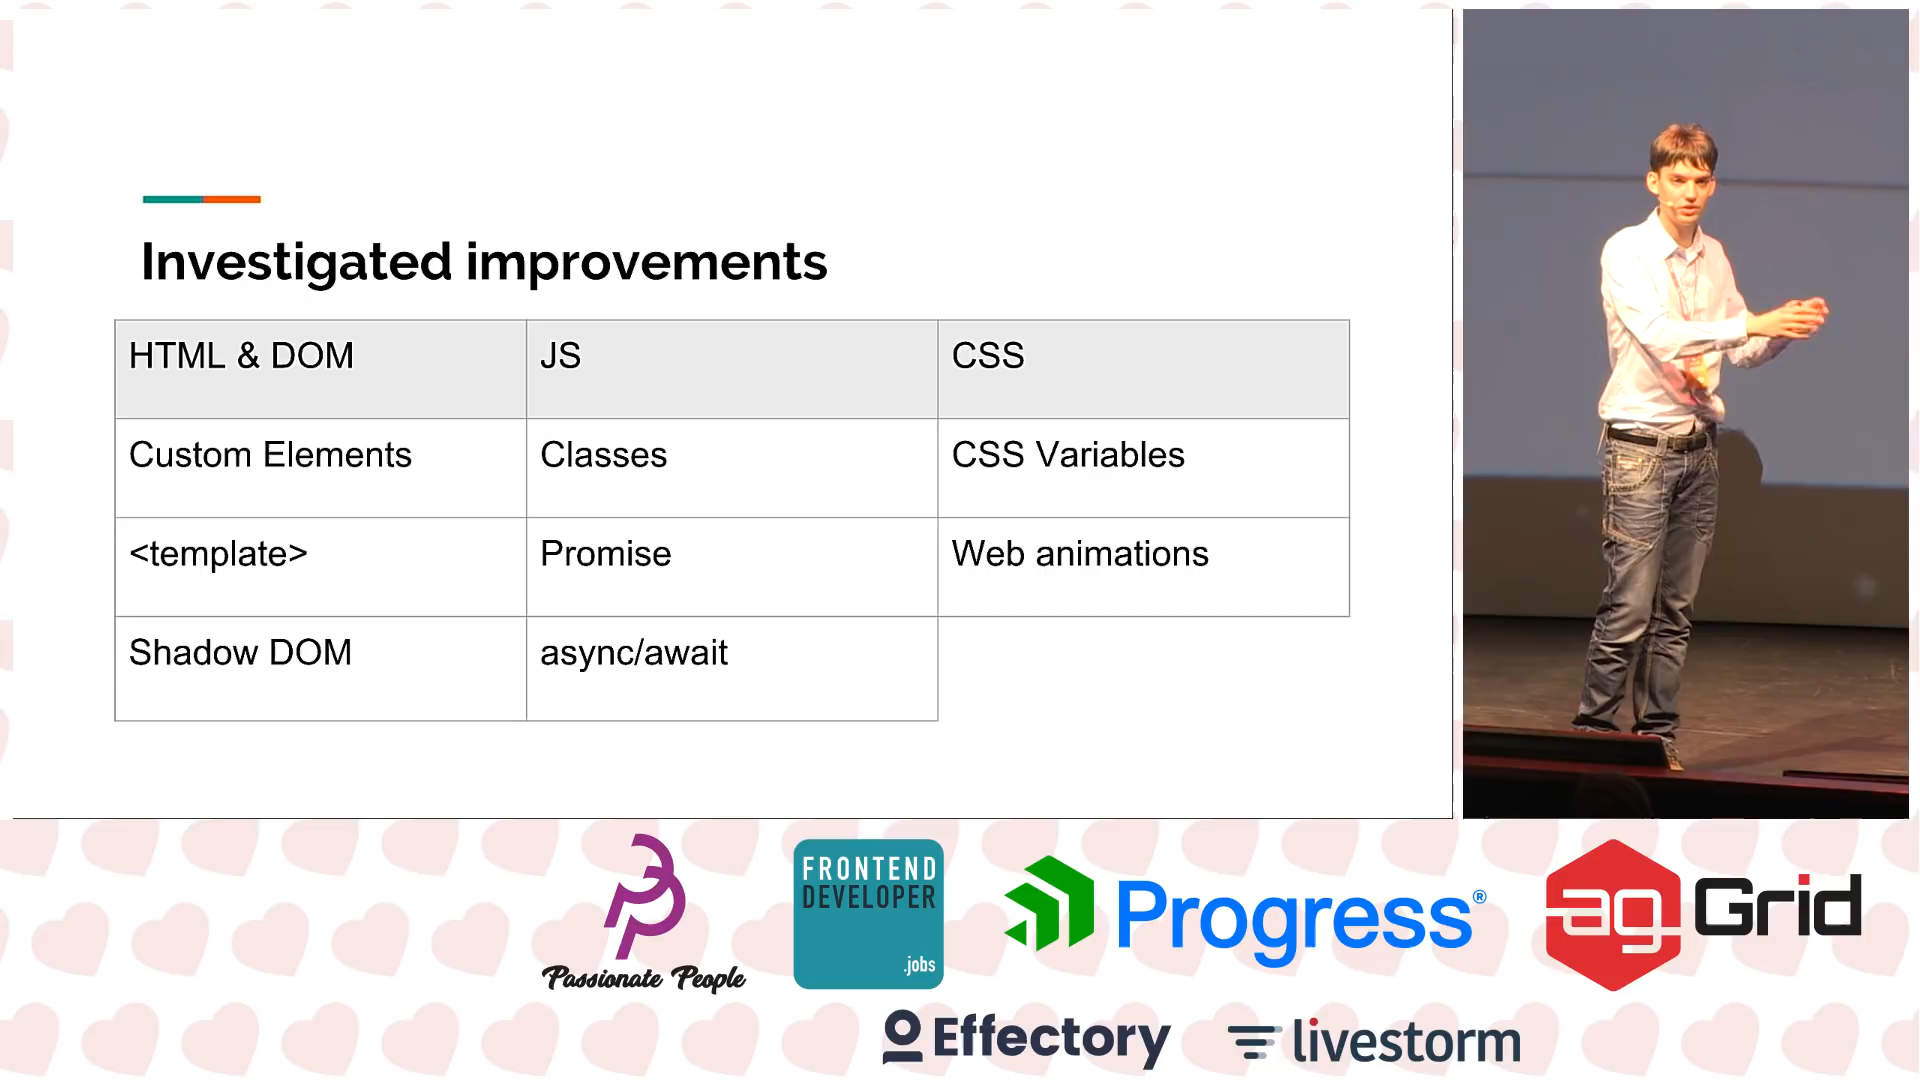 Investigated improvements
HTML & DOM JS CSS
Custom Elements Classes CSS Variables
<template> Promise Web animations
Shadow DOM async/await
Passionate People
FRONTEND
DEVELOPER
.jobs
Progress®
ag Grid
Effectory
livestorm